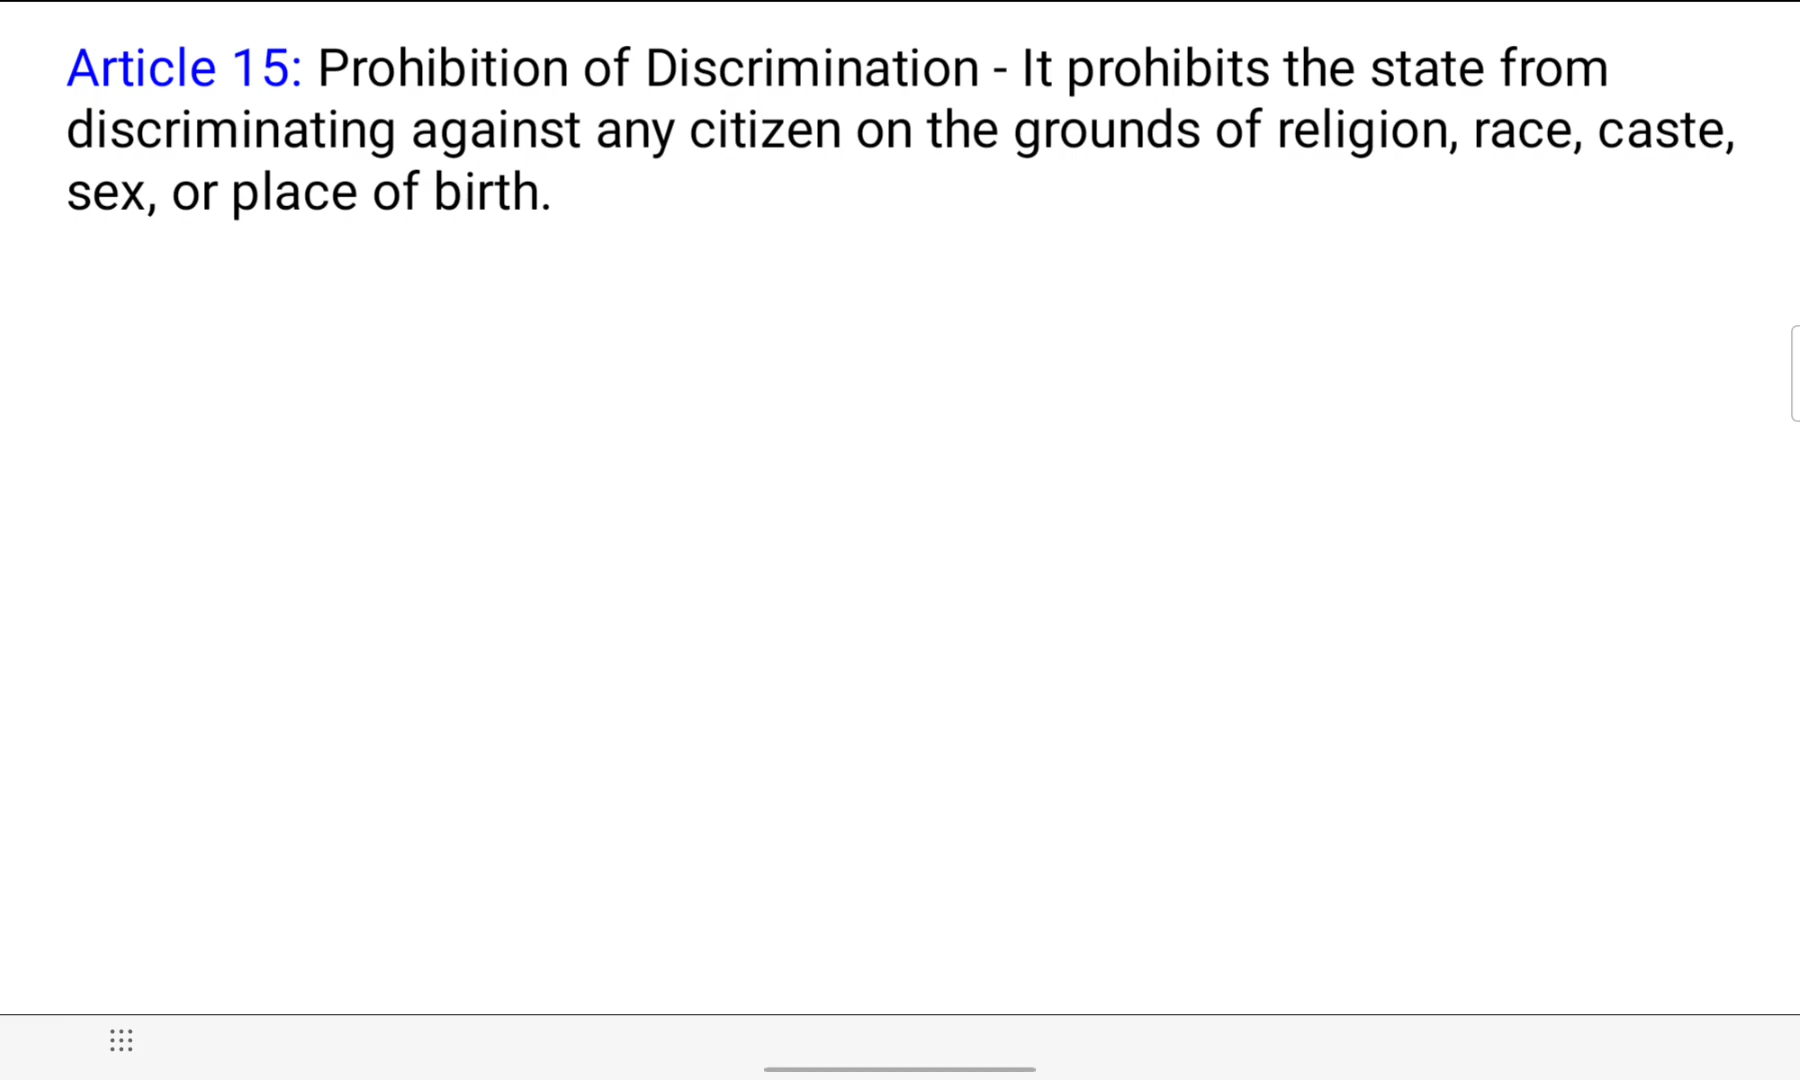 Article 15: Prohibition of Discrimination - It prohibits the state from
discriminating against any citizen on the grounds of religion, race, caste,
sex, or place of birth.